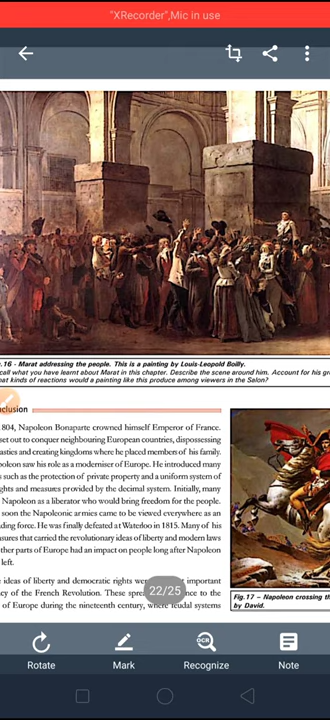 "XRecorder",Mic in use
.16 - Marat addressing the people. This is a painting by Louis-Leopold Boilly.
call what you have learnt about Marat in this chapter. Describe the scene around him. Account for his gr
at kinds of reactions would a painting like this produce among viewers in the Salon?
clusion
804, Napoleon Bonaparte crowned himself Emperor of France.
set out to conquer neighbouring European countries, dispossessing
asties and creating kingdoms where he placed members of his family.
poleon saw his role as a moderniser of Europe. He introduced many
s such as the protection of private property and a uniform system of
ghts and measures provided by the decimal system. Initially, many
Napoleon as a liberator who would bring freedom for the people.
soon the Napoleonic armies came to be viewed everywhere as an
ding force. He was finally defeated at Waterloo in 1815. Many of his
sures that carried the revolutionary ideas of liberty and modern laws
ther parts of Europe had an impact on people long after Napoleon
left.
ideas of liberty and democratic rights were important
cy of the French Revolution. These spre nce to the
of Europe during the nineteenth century, where feudal systems
22/25
Fig.17 – Napoleon crossing th
by David.
Rotate
Mark
OCR
Recognize
Note